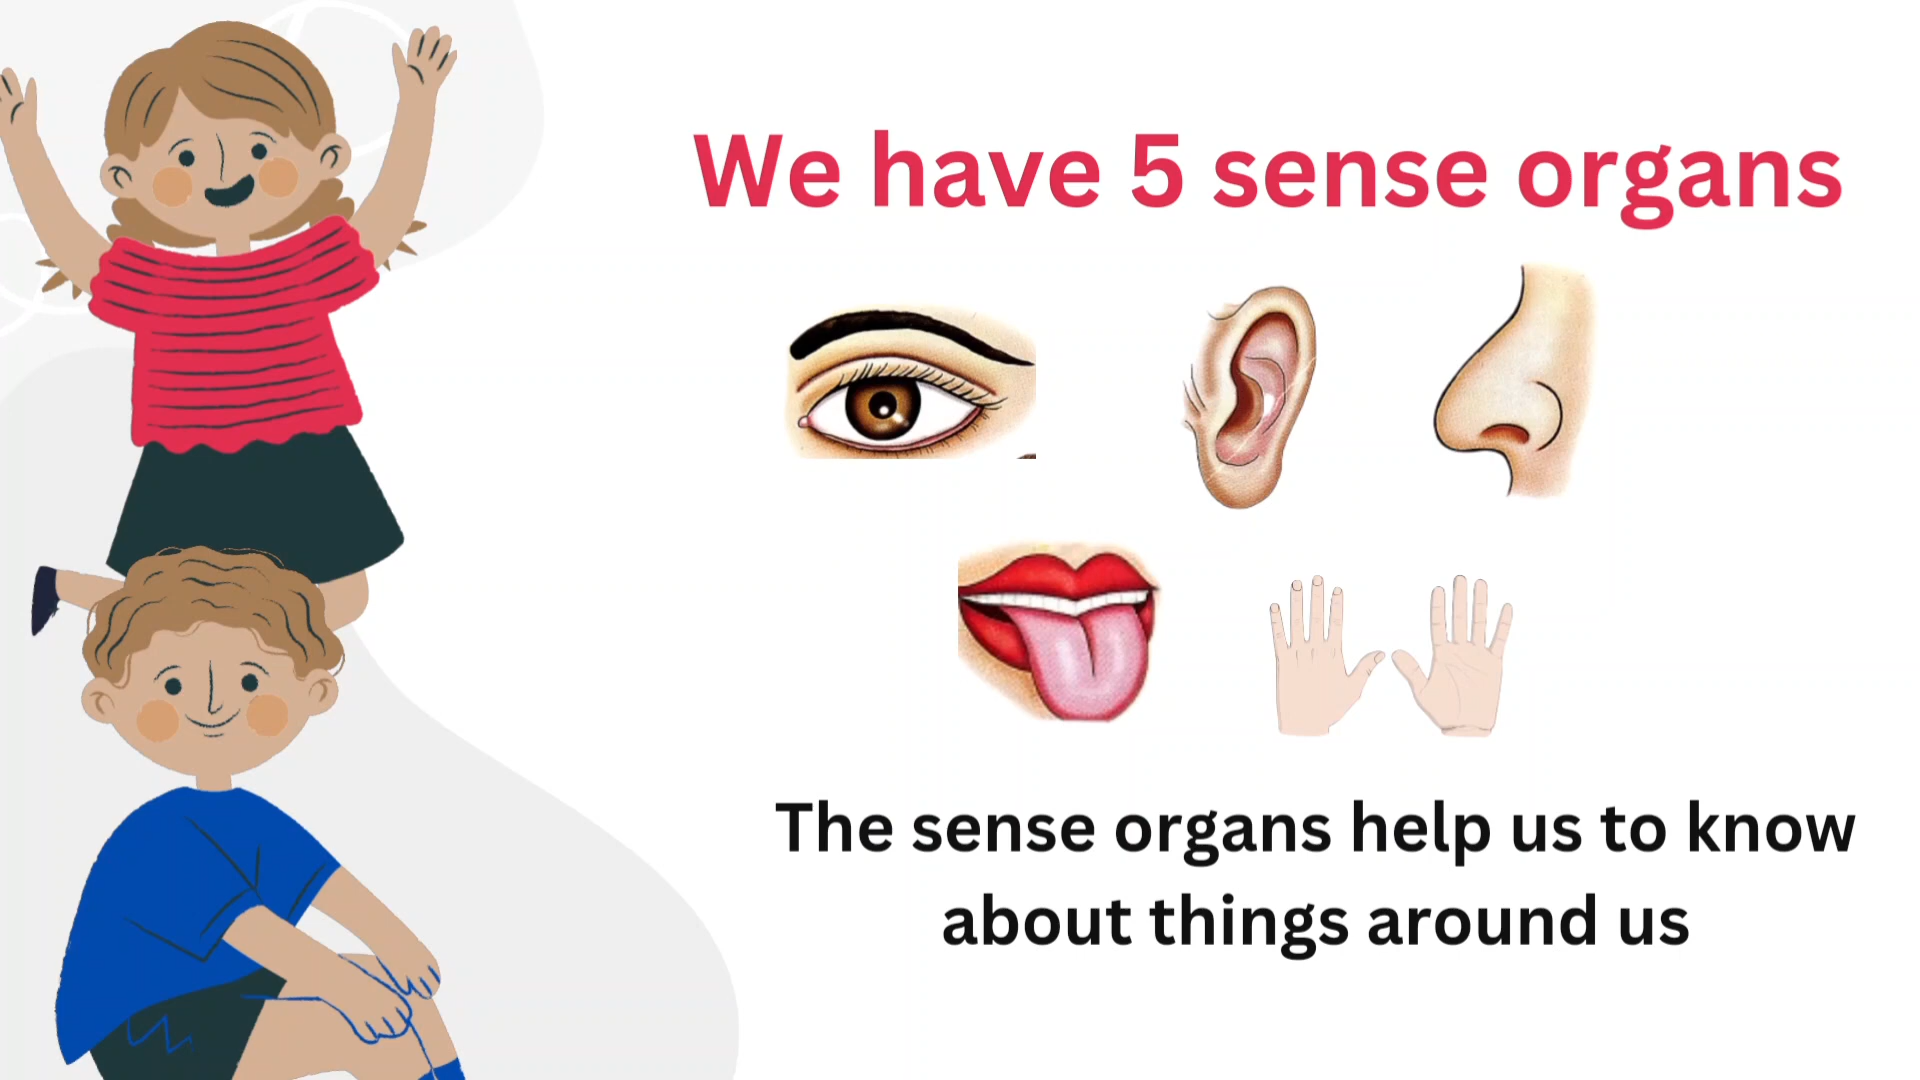 We have 5 sense organs
The sense organs help us to know
about things around us